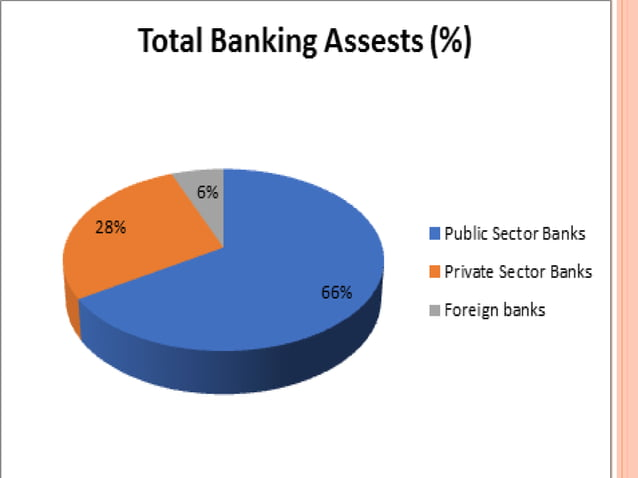 Total Banking Assests (%)
6%
28%
66%
Public Sector Banks
Private Sector Banks
Foreign banks